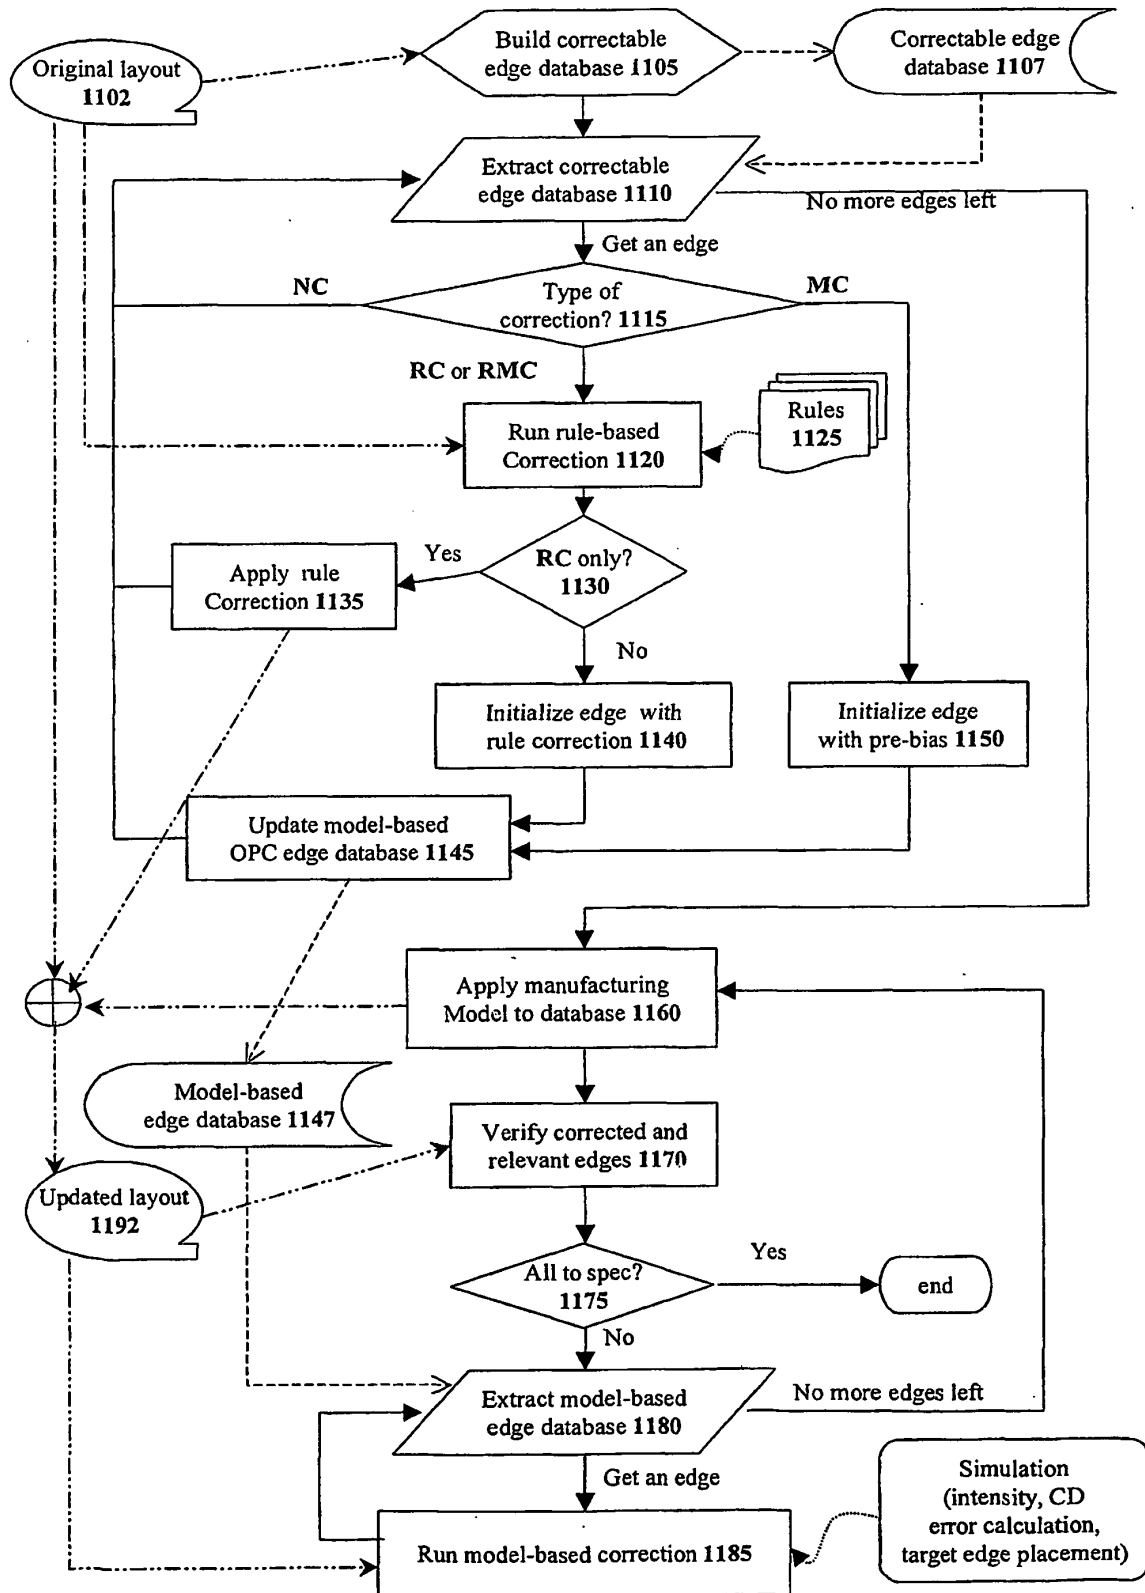 Original layout
1102
Build correctable
edge database 1105
Correctable edge
database 1107
Extract correctable
edge database 1110
No more edges left
Get an edge
NC
MC
Type of
correction? 1115
RC or RMC
Run rule-based
Correction 1120
Rules
1125
Yes
RC only?
1130
Apply rule
Correction 1135
No
Initialize edge with
rule correction 1140
Initialize edge
with pre-bias 1150
Update model-based
OPC edge database 1145
Apply manufacturing
Model to database 1160
Model-based
edge database 1147
Verify corrected and
relevant edges 1170
Updated layout
1192
All to spec?
1175
Yes
end
No
Extract model-based
edge database 1180
No more edges left
Get an edge
Simulation
(intensity, CD
error calculation,
target edge placement)
Run model-based correction 1185